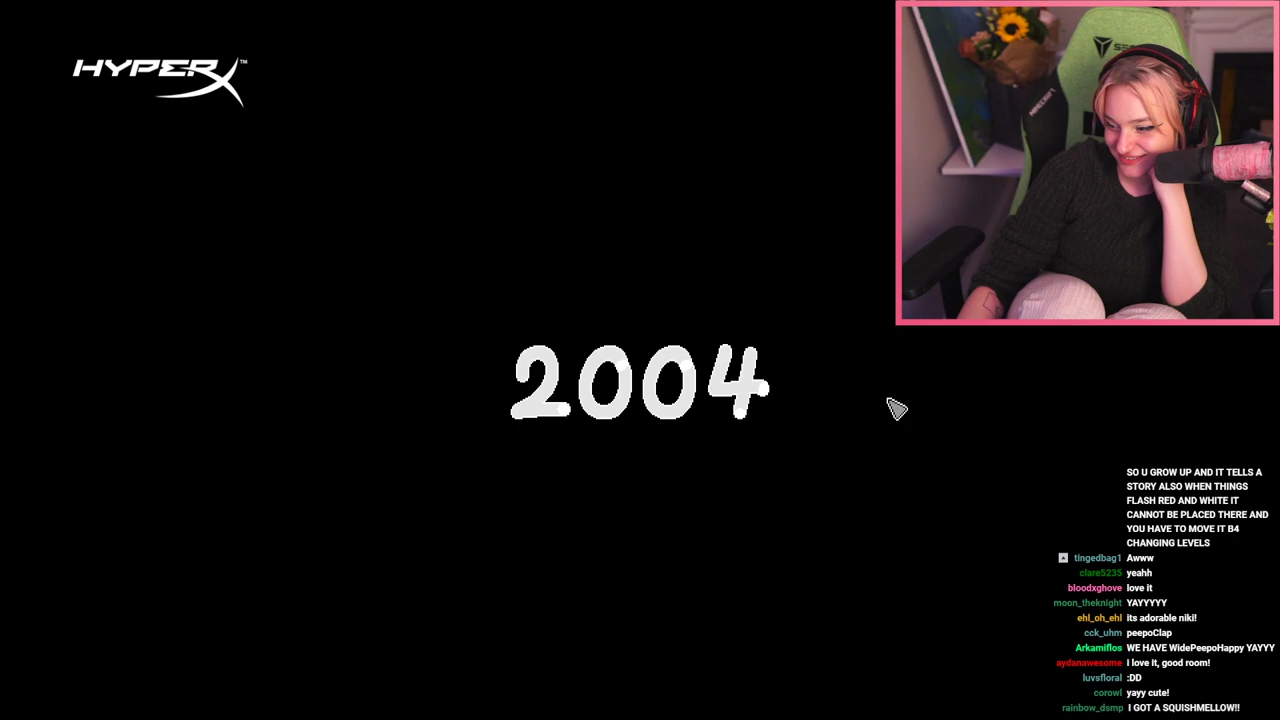 HYPERX™
MINECRAFT
2004
SO U GROW UP AND IT TELLS A
STORY ALSO WHEN THINGS
FLASH RED AND WHITE IT
CANNOT BE PLACED THERE AND
YOU HAVE TO MOVE IT B4
CHANGING LEVELS
tingedbag1 Awww
clare5235 yeahh
bloodxghove love it
moon_theknight YAYYYYY
ehl_oh_ehl its adorable niki!
cck_uhm peepoClap
Arkamiflos WE HAVE WidePeepoHappy YAYYY
aydanawesome I love it, good room!
luvsfloral :DD
corowl yayy cute!
rainbow_dsmp I GOT A SQUISHMELLOW!!